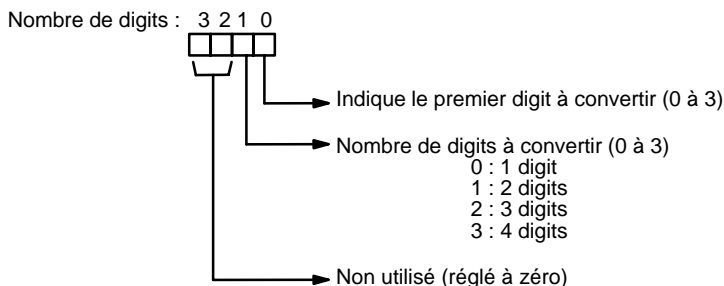 Nombre de digits : 3 2 1 0
Indique le premier digit à convertir (0 à 3)
Nombre de digits à convertir (0 à 3)
0 : 1 digit
1 : 2 digits
2 : 3 digits
3 : 4 digits
Non utilisé (réglé à zéro)